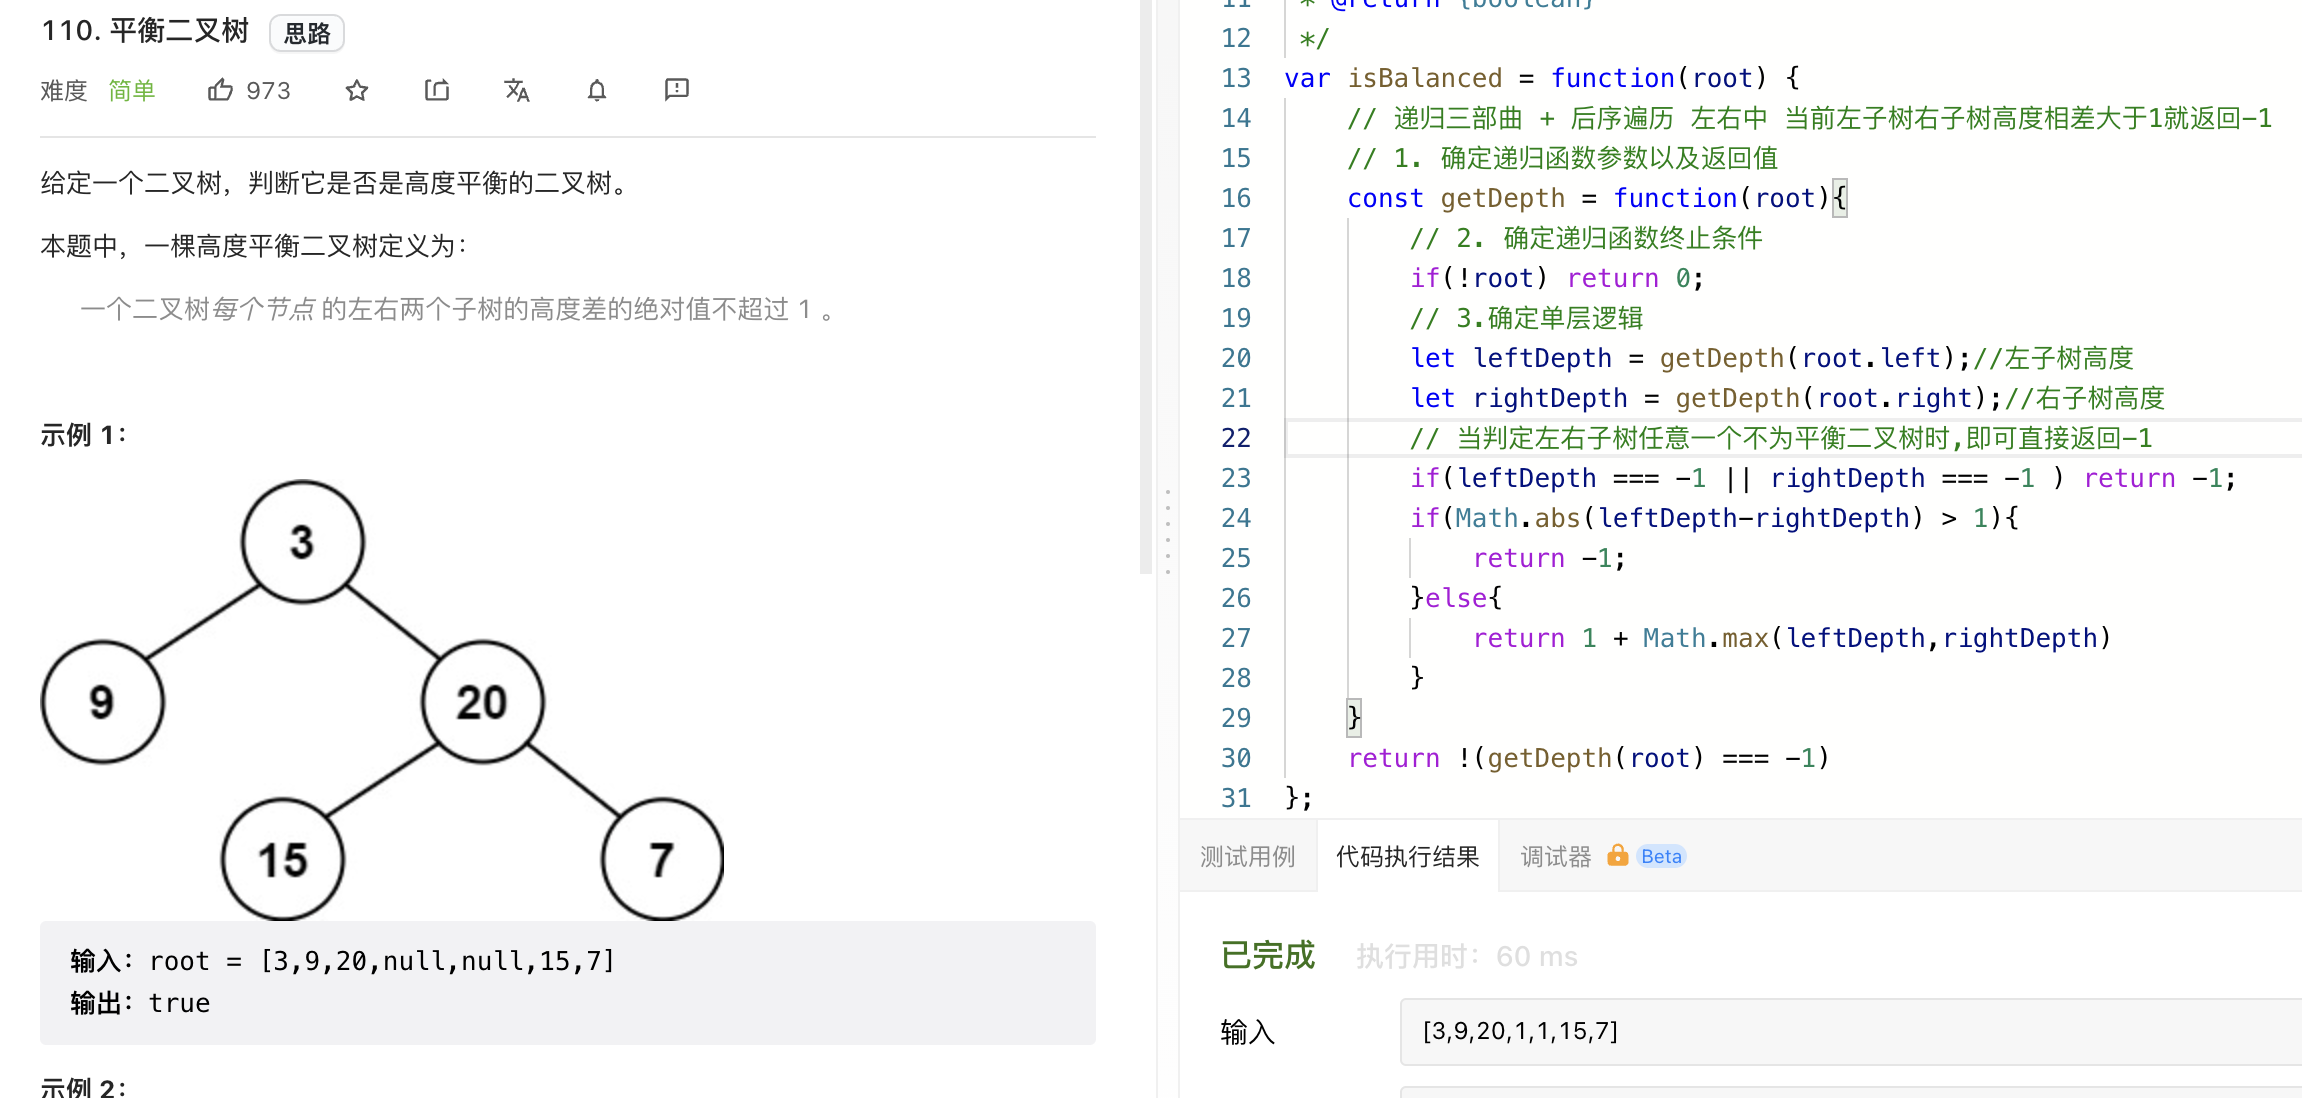 110. 平衡二叉树 思路
难度 简单 973
给定一个二叉树，判断它是否是高度平衡的二叉树。
本题中，一棵高度平衡二叉树定义为：
一个二叉树每个节点 的左右两个子树的高度差的绝对值不超过 1 。
示例 1：
3
9
20
15
7
输入：root = [3,9,20,null,null,15,7]
输出：true
示例 2：
11 * @return {boolean}
12 */
13 var isBalanced = function(root) {
14 // 递归三部曲 + 后序遍历 左右中 当前左子树右子树高度相差大于1就返回-1
15 // 1. 确定递归函数参数以及返回值
16 const getDepth = function(root){
17 // 2. 确定递归函数终止条件
18 if(!root) return 0;
19 // 3.确定单层逻辑
20 let leftDepth = getDepth(root.left);//左子树高度
21 let rightDepth = getDepth(root.right);//右子树高度
22 // 当判定左右子树任意一个不为平衡二叉树时,即可直接返回-1
23 if(leftDepth === -1 || rightDepth === -1 ) return -1;
24 if(Math.abs(leftDepth-rightDepth) > 1){
25 return -1;
26 }else{
27 return 1 + Math.max(leftDepth,rightDepth)
28 }
29 }
30 return !(getDepth(root) === -1)
31 };
测试用例 代码执行结果 调试器 Beta
已完成 执行用时：60 ms
输入 [3,9,20,1,1,15,7]